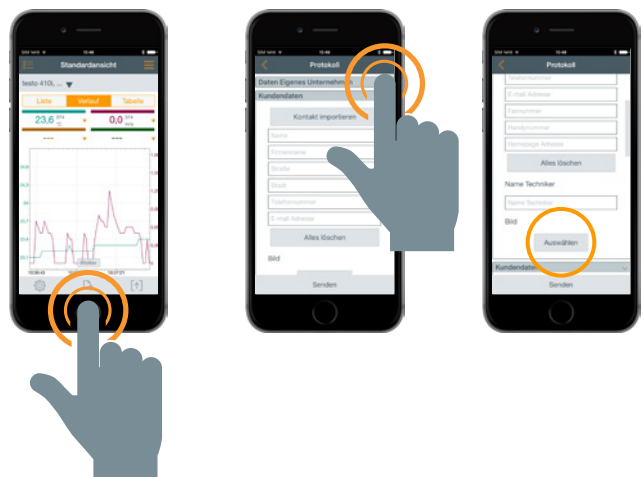 Standardansicht
testo 410i, ...
Liste Verlauf Tabelle
23,6 °C
0,0 m/s
--- ---
Protokoll
Daten Eigenes Unternehmen
Kundendaten
Kontakt importieren
Name
Firmenname
Straße
Stadt
Telefonnummer
E-mail Adresse
Alles löschen
Bild
Senden
Protokoll
Telefonnummer
E-mail Adresse
Faxnummer
Handynummer
Homepage Adresse
Alles löschen
Name Techniker
Name Techniker
Bild
Auswählen
Kundendaten
Senden